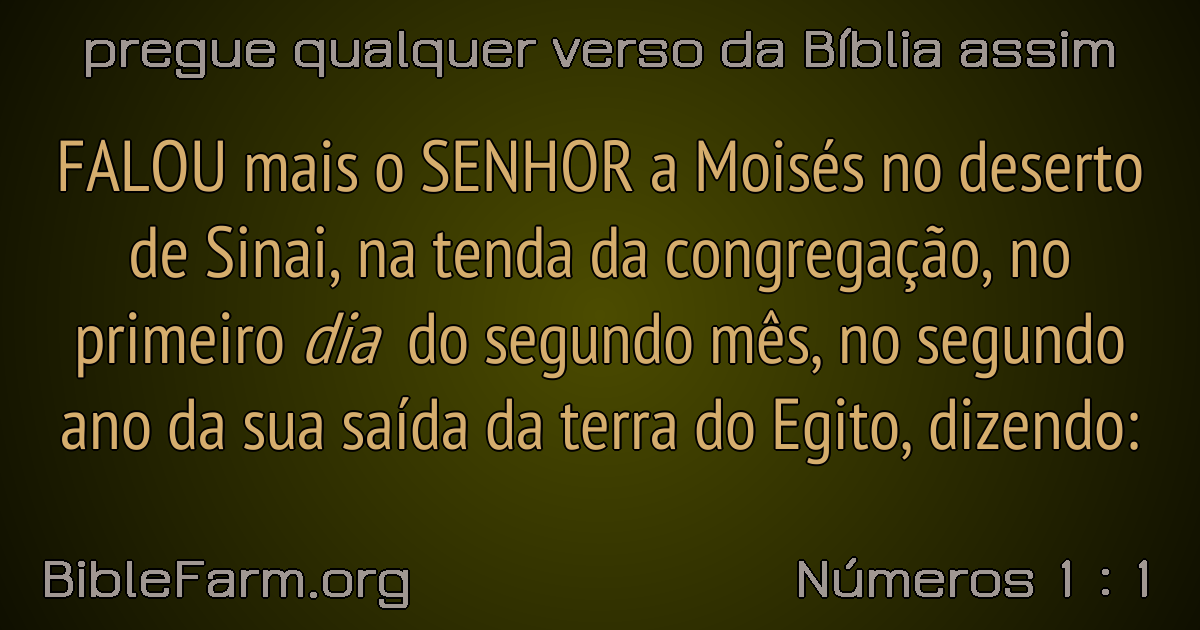 pregue qualquer verso da Bíblia assim
FALOU mais o SENHOR a Moisés no deserto
de Sinai, na tenda da congregação, no
primeiro dia do segundo mês, no segundo
ano da sua saída da terra do Egito, dizendo:
BibleFarm.org
Números 1 : 1